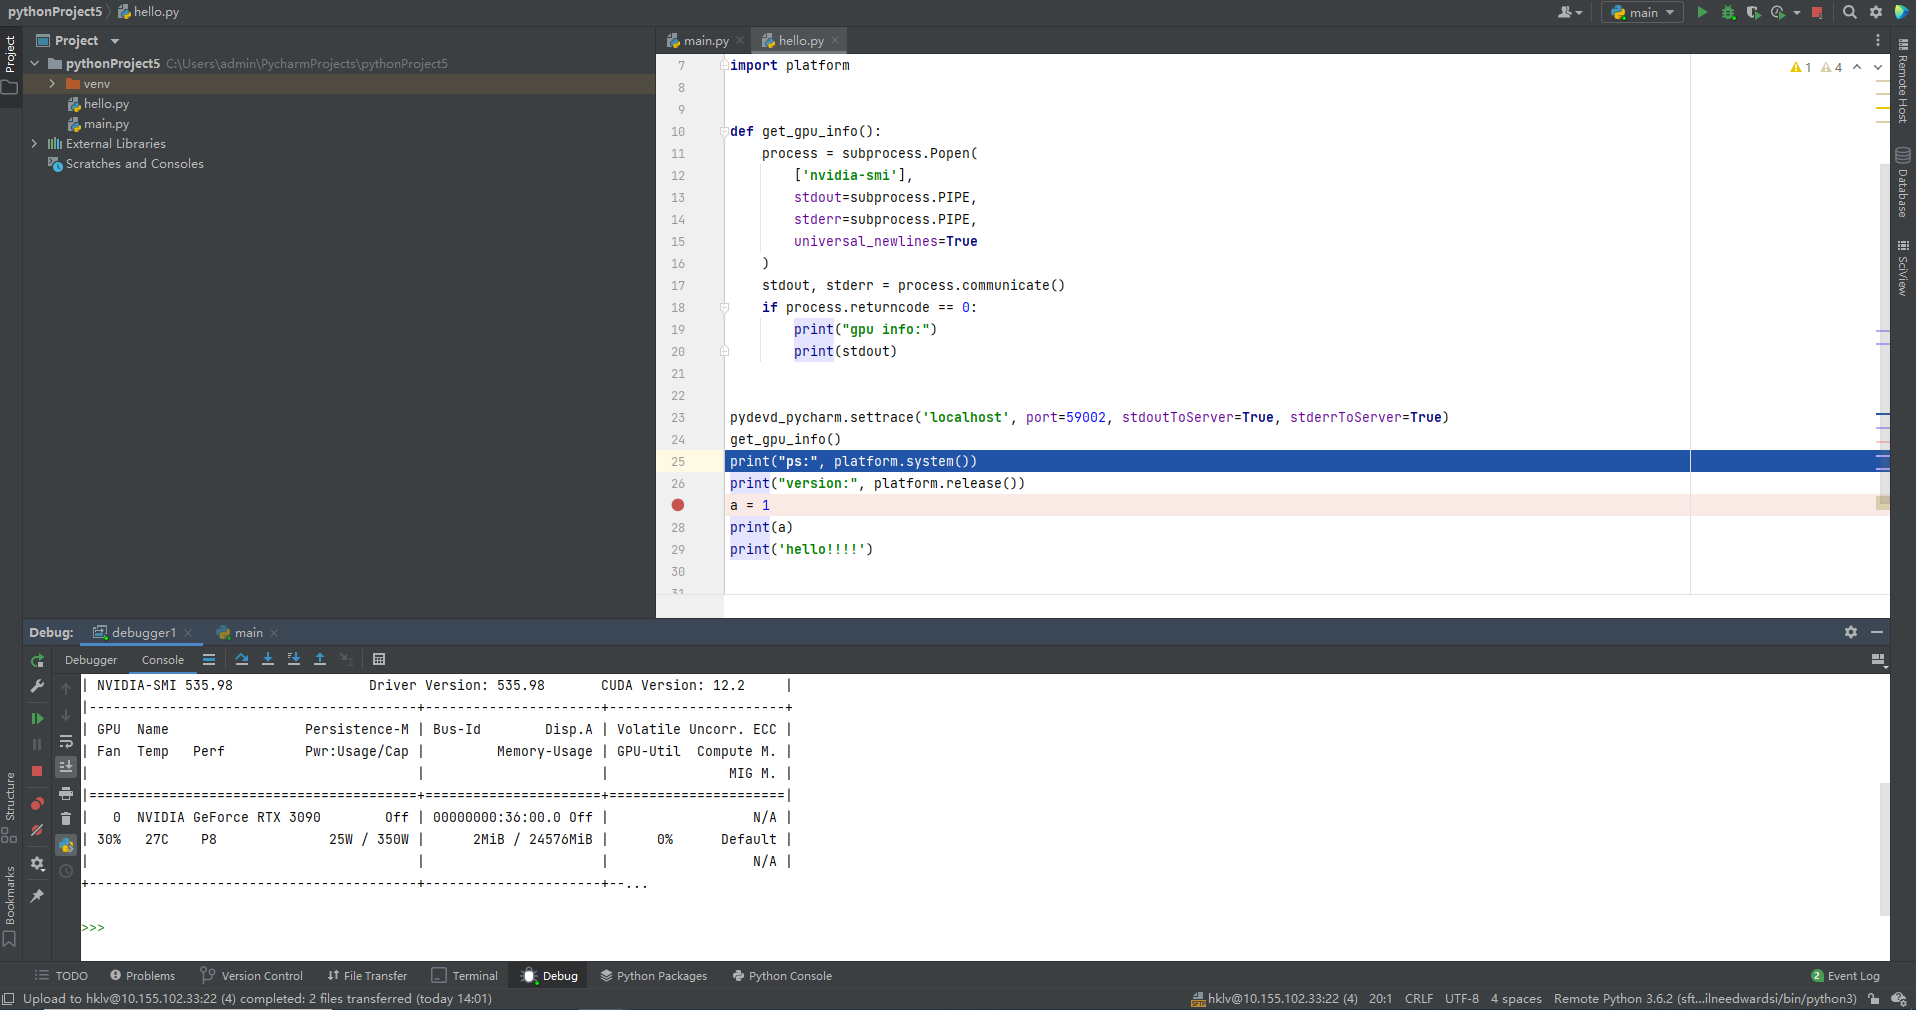 pythonProject5 hello.py
main
Project
main.py
hello.py
pythonProject5 C:\Users\admin\PycharmProjects\pythonProject5
venv
hello.py
main.py
External Libraries
Scratches and Consoles
Project
Structure
Bookmarks
Remote Host
Database
SciView
1 4
7 import platform
8
9
10 def get_gpu_info():
11     process = subprocess.Popen(
12         ['nvidia-smi'],
13         stdout=subprocess.PIPE,
14         stderr=subprocess.PIPE,
15         universal_newlines=True
16     )
17     stdout, stderr = process.communicate()
18     if process.returncode == 0:
19         print("gpu info:")
20         print(stdout)
21
22
23 pydevd_pycharm.settrace('localhost', port=59002, stdoutToServer=True, stderrToServer=True)
24 get_gpu_info()
25 print("ps:", platform.system())
26 print("version:", platform.release())
a = 1
28 print(a)
29 print('hello!!!!')
30
31
Debug: debugger1 main
Debugger Console
| NVIDIA-SMI 535.98                 Driver Version: 535.98       CUDA Version: 12.2     |
|-----------------------------------------+----------------------+----------------------+
| GPU  Name                 Persistence-M | Bus-Id        Disp.A | Volatile Uncorr. ECC |
| Fan  Temp   Perf          Pwr:Usage/Cap |         Memory-Usage | GPU-Util  Compute M. |
|                                         |                      |               MIG M. |
|=========================================+======================+======================|
|   0  NVIDIA GeForce RTX 3090        Off | 00000000:36:00.0 Off |                  N/A |
| 30%   27C    P8              25W / 350W |      2MiB / 24576MiB |      0%      Default |
|                                         |                      |                  N/A |
+-----------------------------------------+----------------------+--...
>>>
TODO Problems Version Control File Transfer Terminal Debug Python Packages Python Console 2 Event Log
Upload to hklv@10.155.102.33:22 (4) completed: 2 files transferred (today 14:01) hklv@10.155.102.33:22 (4) 20:1 CRLF UTF-8 4 spaces Remote Python 3.6.2 (sft...ilneedwardsi/bin/python3)